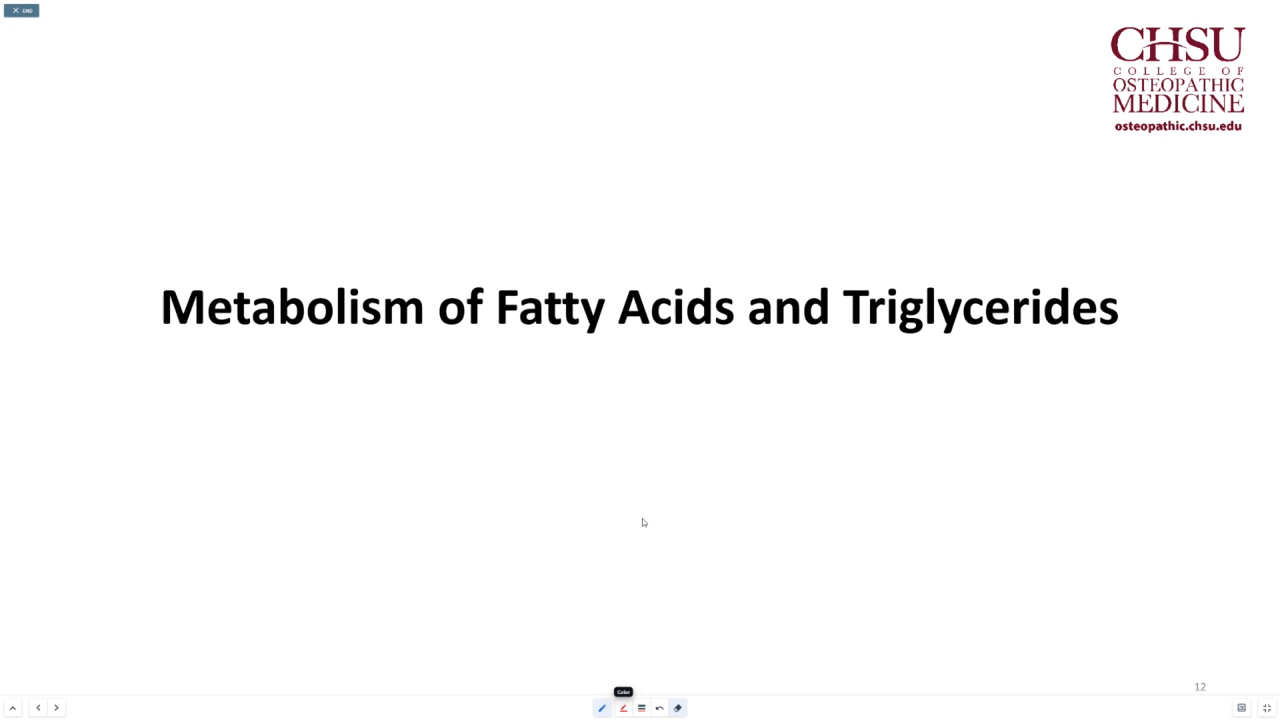 END
CHSU
COLLEGE OF
OSTEOPATHIC
MEDICINE
osteopathic.chsu.edu
Metabolism of Fatty Acids and Triglycerides
12
Color